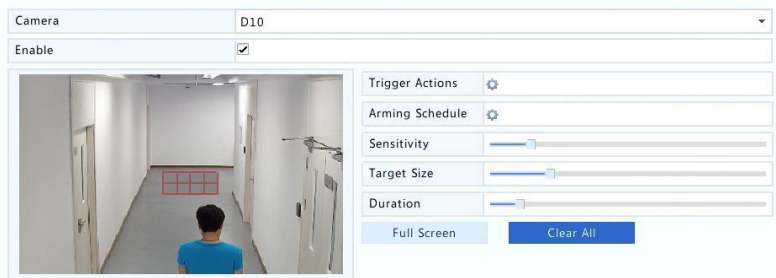 Camera D10
Enable
Trigger Actions
Arming Schedule
Sensitivity
Target Size
Duration
Full Screen Clear All